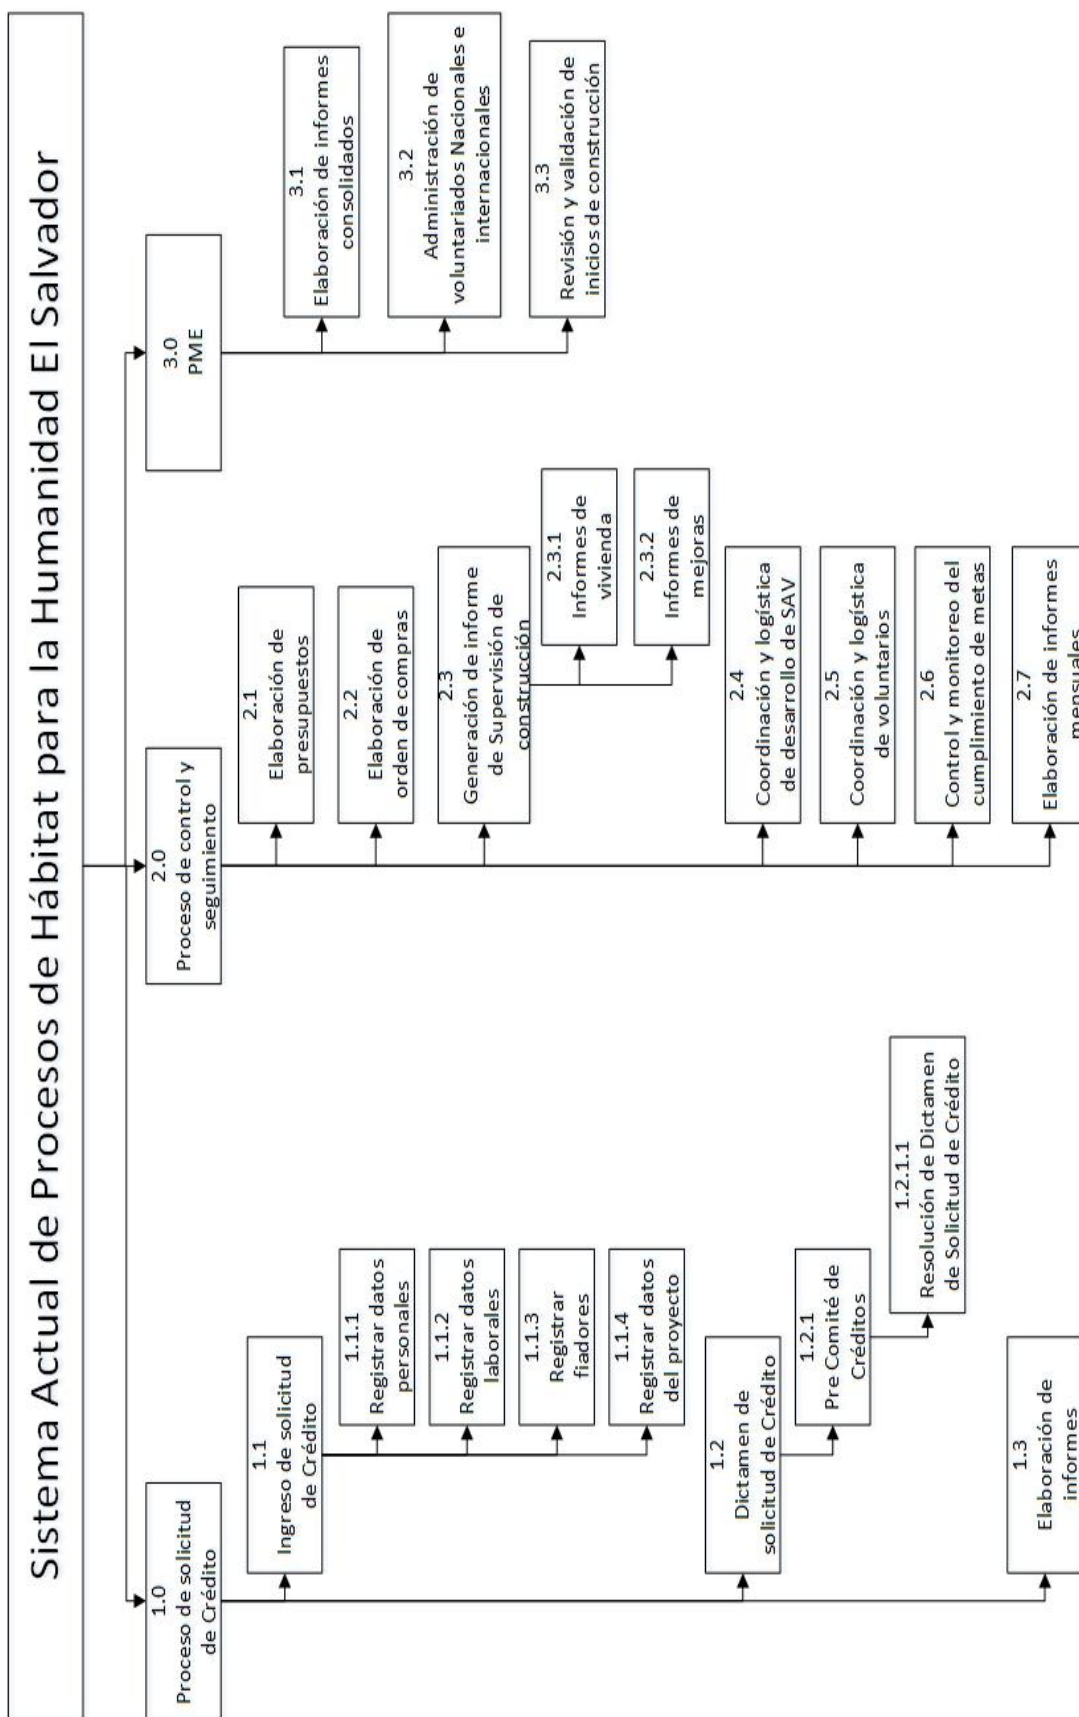 Sistema Actual de Procesos de Hábitat para la Humanidad El Salvador
1.0
Proceso de solicitud
de Crédito
1.1
Ingreso de solicitud
de Crédito
1.1.1
Registrar datos
personales
1.1.2
Registrar datos
laborales
1.1.3
Registrar
fiadores
1.1.4
Registrar datos
del proyecto
1.2
Dictamen de
solicitud de Crédito
1.2.1
Pre Comité de
Créditos
1.2.1.1
Resolución de Dictamen
de Solicitud de Crédito
1.3
Elaboración de
informes
2.0
Proceso de control y
seguimiento
2.1
Elaboración de
presupuestos
2.2
Elaboración de
orden de compras
2.3
Generación de informe
de Supervisión de
construcción
2.3.1
Informes de
vivienda
2.3.2
Informes de
mejoras
2.4
Coordinación y logística
de desarrollo de SAV
2.5
Coordinación y logística
de voluntarios
2.6
Control y monitoreo del
cumplimiento de metas
2.7
Elaboración de informes
mensuales
3.0
PME
3.1
Elaboración de informes
consolidados
3.2
Administración de
voluntariados Nacionales e
internacionales
3.3
Revisión y validación de
inicios de construcción